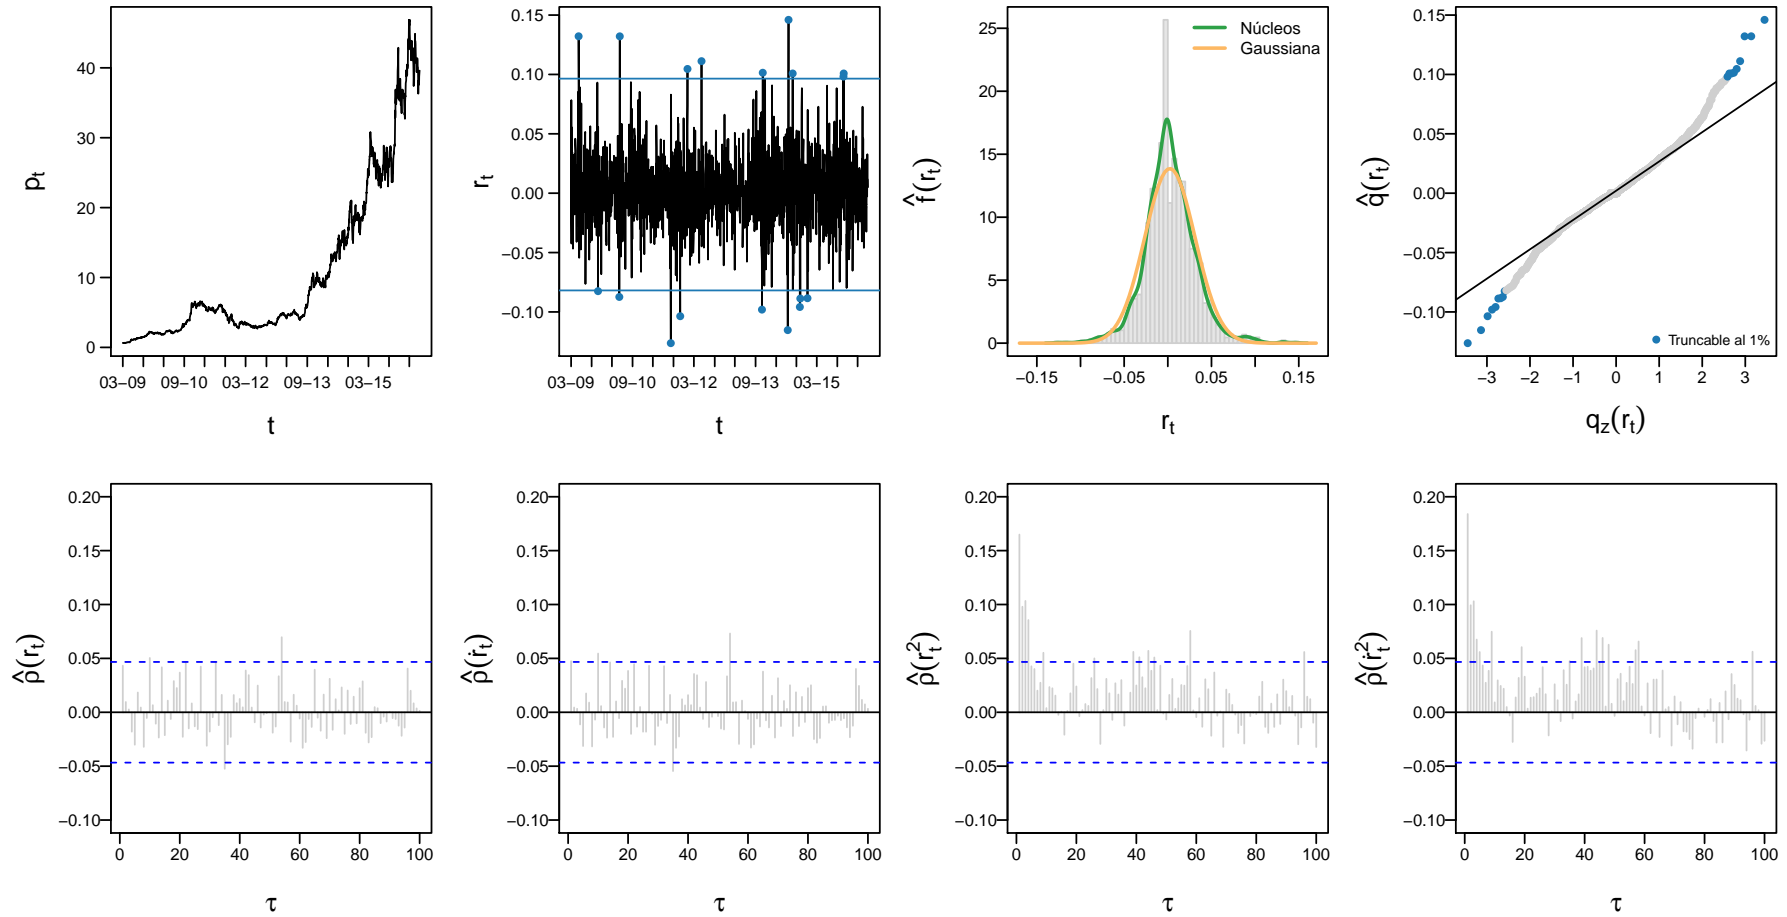 p_t
40
30
20
10
0
03−09 09−10 03−12 09−13 03−15
t
r_t
0.15
0.10
0.05
0.00
−0.05
−0.10
03−09 09−10 03−12 09−13 03−15
t
f̂(r_t)
25
20
15
10
5
0
Núcleos
Gaussiana
−0.15 −0.05 0.05 0.15
r_t
q̂(r_t)
0.15
0.10
0.05
0.00
−0.05
−0.10
Truncable al 1%
−3 −2 −1 0 1 2 3
q_z(r_t)
ρ̂(r_t)
0.20
0.15
0.10
0.05
0.00
−0.05
−0.10
0 20 40 60 80 100
τ
ρ̂(ṙ_t)
0.20
0.15
0.10
0.05
0.00
−0.05
−0.10
0 20 40 60 80 100
τ
ρ̂(r_t^2)
0.20
0.15
0.10
0.05
0.00
−0.05
−0.10
0 20 40 60 80 100
τ
ρ̂(ṙ_t^2)
0.20
0.15
0.10
0.05
0.00
−0.05
−0.10
0 20 40 60 80 100
τ